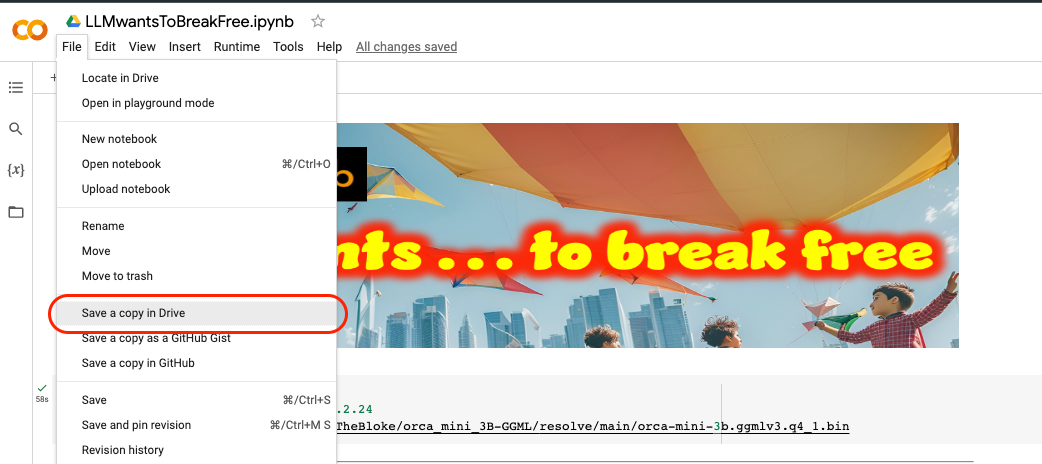 LLMwantsToBreakFree.ipynb
File Edit View Insert Runtime Tools Help All changes saved
Locate in Drive
Open in playground mode
New notebook
Open notebook ⌘/Ctrl+O
Upload notebook
Rename
Move
Move to trash
Save a copy in Drive
Save a copy as a GitHub Gist
Save a copy in GitHub
Save ⌘/Ctrl+S
Save and pin revision ⌘/Ctrl+M S
Revision history
{x}
nts ... to break free
58s
.2.24
TheBloke/orca_mini_3B-GGML/resolve/main/orca-mini-3b.ggmlv3.q4_1.bin